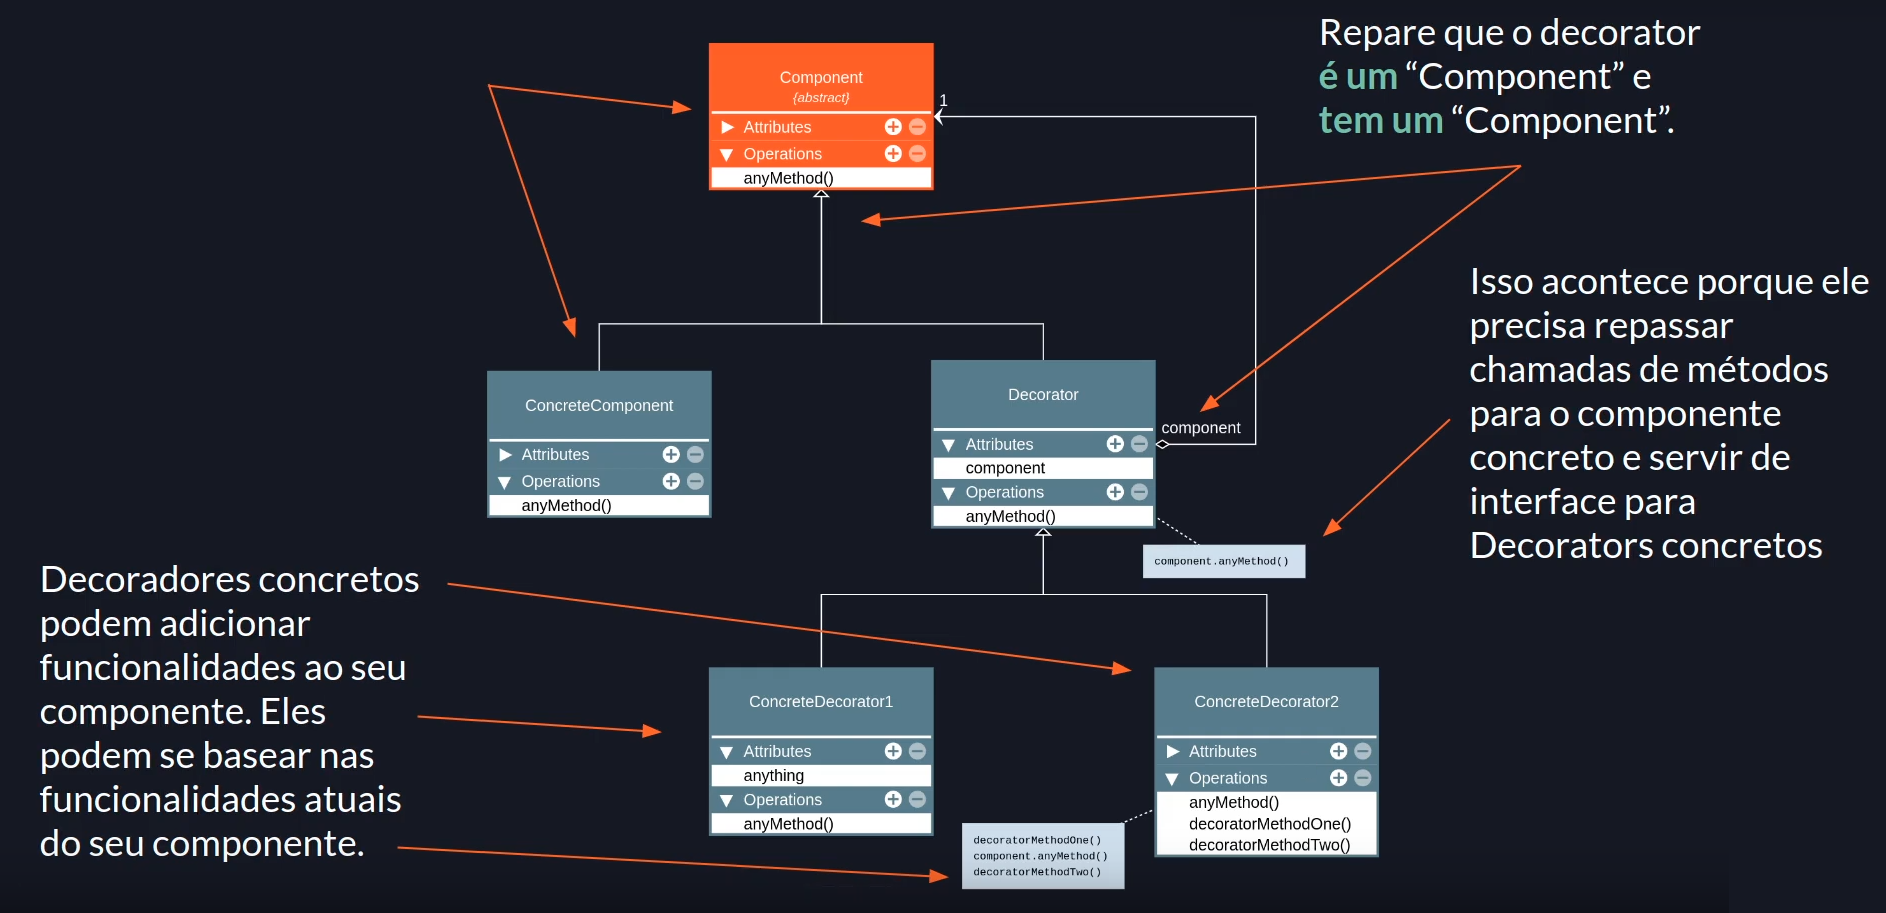 Repare que o decorator
é um “Component” e
tem um “Component”.
Component
{abstract}
Attributes
Operations
anyMethod()
1
Isso acontece porque ele
precisa repassar
chamadas de métodos
para o componente
concreto e servir de
interface para
Decorators concretos
ConcreteComponent
Attributes
Operations
anyMethod()
Decorator
Attributes
component
Operations
anyMethod()
component
component.anyMethod()
Decoradores concretos
podem adicionar
funcionalidades ao seu
componente. Eles
podem se basear nas
funcionalidades atuais
do seu componente.
ConcreteDecorator1
Attributes
anything
Operations
anyMethod()
ConcreteDecorator2
Attributes
Operations
anyMethod()
decoratorMethodOne()
decoratorMethodTwo()
decoratorMethodOne()
component.anyMethod()
decoratorMethodTwo()